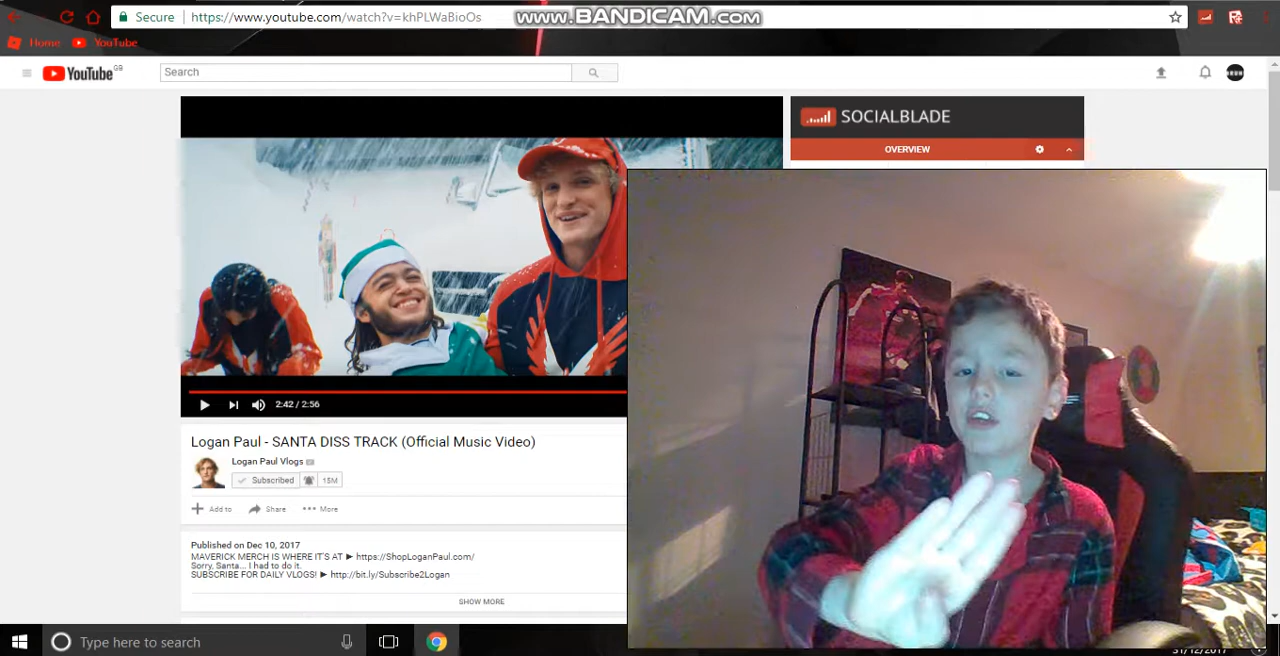 Secure
https://www.youtube.com/watch?v=khPLWaBioOs
www.BANDICAM.com
Home
YouTube
YouTube GB
Search
SOCIALBLADE
OVERVIEW
2:42 / 2:56
Logan Paul - SANTA DISS TRACK (Official Music Video)
Logan Paul Vlogs
Subscribed
15M
Add to
Share
More
Published on Dec 10, 2017
MAVERICK MERCH IS WHERE IT'S AT ► https://ShopLoganPaul.com/
Sorry, Santa... I had to do it.
SUBSCRIBE FOR DAILY VLOGS! ► http://bit.ly/Subscribe2Logan
SHOW MORE
Type here to search
31/12/2017